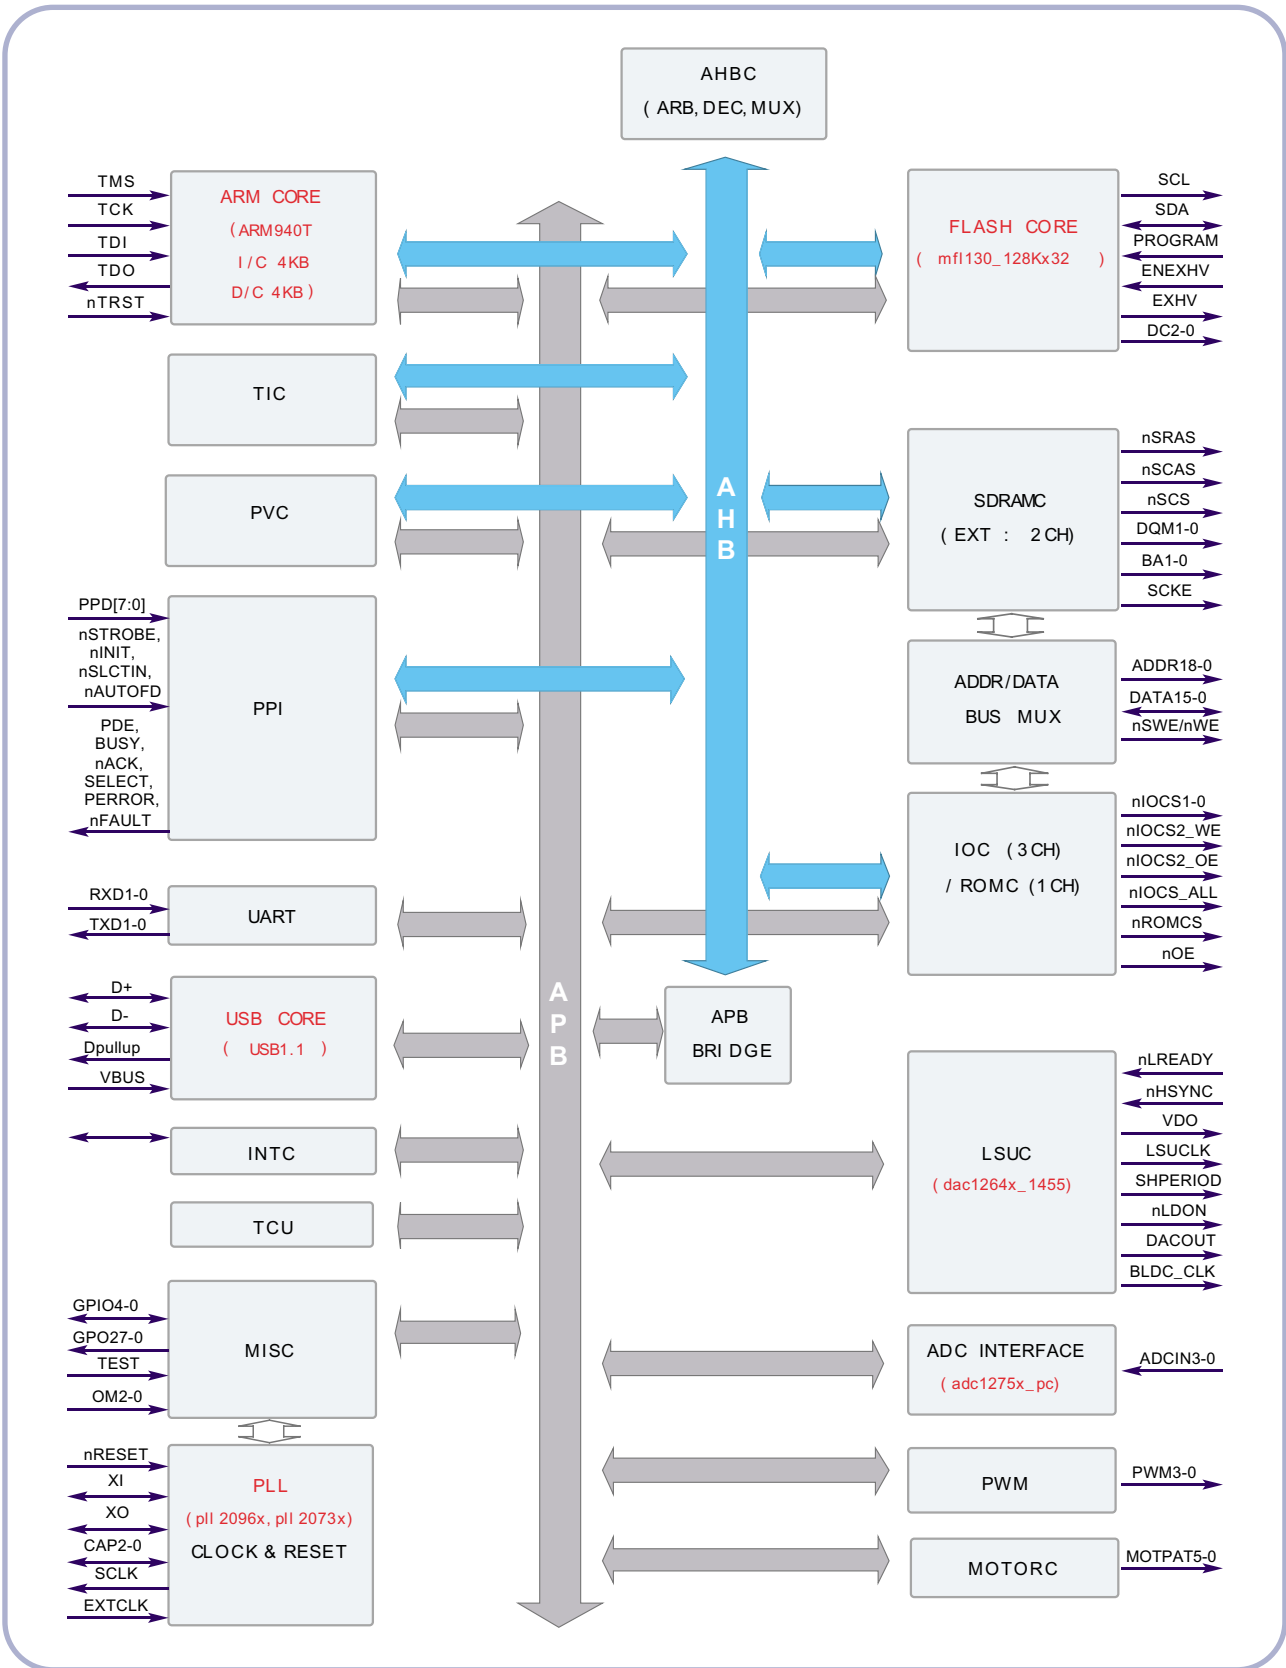 AHBC
( ARB, DEC, MUX)
TMS
TCK
TDI
TDO
nTRST
ARM CORE
( ARM940T
I / C 4KB
D / C 4KB )
FLASH CORE
( mfl130_128Kx32 )
SCL
SDA
PROGRAM
ENEXHV
EXHV
DC2-0
TIC
PVC
A
H
B
SDRAMC
( EXT : 2 CH)
nSRAS
nSCAS
nSCS
DQM1-0
BA1-0
SCKE
PPD[7:0]
nSTROBE,
nINIT,
nSLCTIN,
nAUTOFD
PDE,
BUSY,
nACK,
SELECT,
PERROR,
nFAULT
PPI
ADDR/DATA
BUS MUX
ADDR18-0
DATA15-0
nSWE/nWE
IOC ( 3 CH)
/ ROMC ( 1 CH)
nIOCS1-0
nIOCS2_WE
nIOCS2_OE
nIOCS_ALL
nROMCS
nOE
RXD1-0
TXD1-0
UART
D+
D-
Dpullup
VBUS
USB CORE
( USB1.1 )
A
P
B
APB
BRIDGE
INTC
TCU
LSUC
( dac1264x_1455)
nLREADY
nHSYNC
VDO
LSUCLK
SHPERIOD
nLDON
DACOUT
BLDC_CLK
GPIO4-0
GPO27-0
TEST
OM2-0
MISC
ADC INTERFACE
( adc1275x_pc)
ADCIN3-0
nRESET
XI
XO
CAP2-0
SCLK
EXTCLK
PLL
( pll 2096x, pll 2073x)
CLOCK & RESET
PWM
PWM3-0
MOTORC
MOTPAT5-0